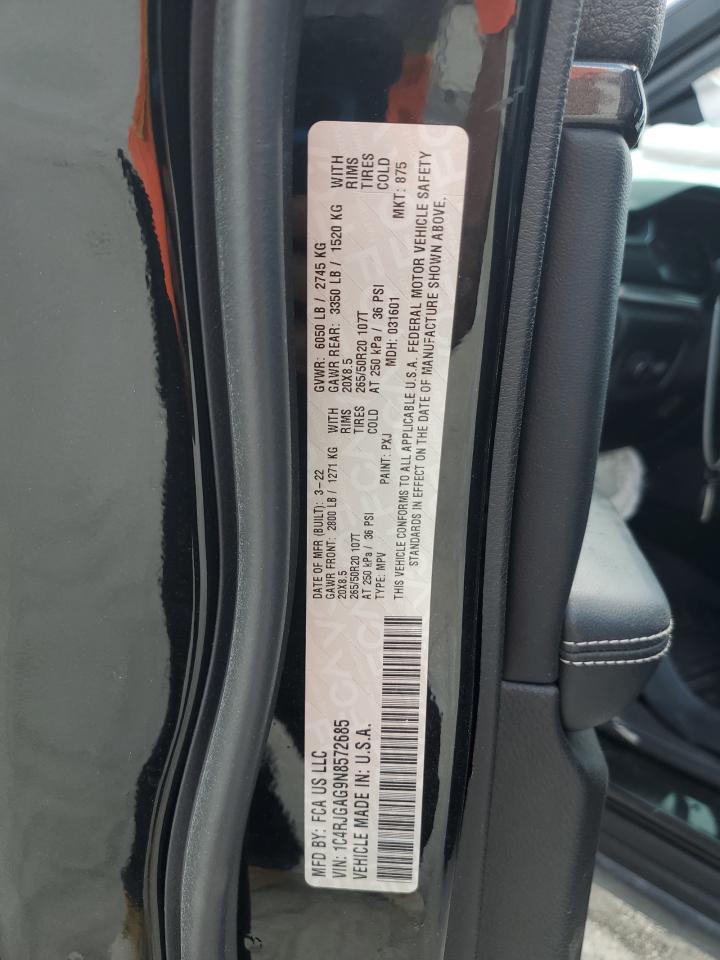 MFD BY: FCA US LLC
VIN: 1C4RJGAG9N8572685
VEHICLE MADE IN: U.S.A.
DATE OF MFR (BUILT): 3-22 GVWR: 6050 LB / 2745 KG
GAWR FRONT: 2800 LB / 1271 KG WITH GAWR REAR: 3350 LB / 1520 KG WITH
20X8.5 RIMS 20X8.5 RIMS
265/50R20 107T TIRES 265/50R20 107T TIRES
AT 250 kPa / 36 PSI COLD AT 250 kPa / 36 PSI COLD
TYPE: MPV PAINT: PXJ MDH: 031601 MKT: 875
THIS VEHICLE CONFORMS TO ALL APPLICABLE U.S.A. FEDERAL MOTOR VEHICLE SAFETY
STANDARDS IN EFFECT ON THE DATE OF MANUFACTURE SHOWN ABOVE.